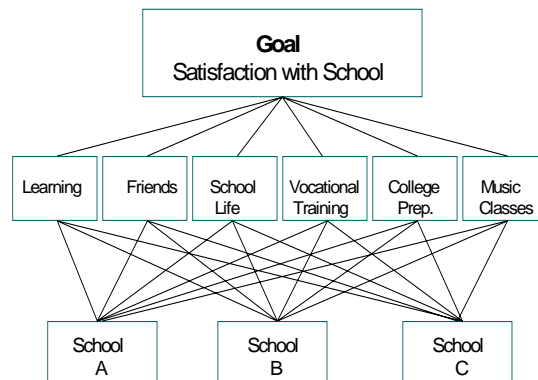 Goal
Satisfaction with School
Learning
Friends
School
Life
Vocational
Training
College
Prep.
Music
Classes
School
A
School
B
School
C